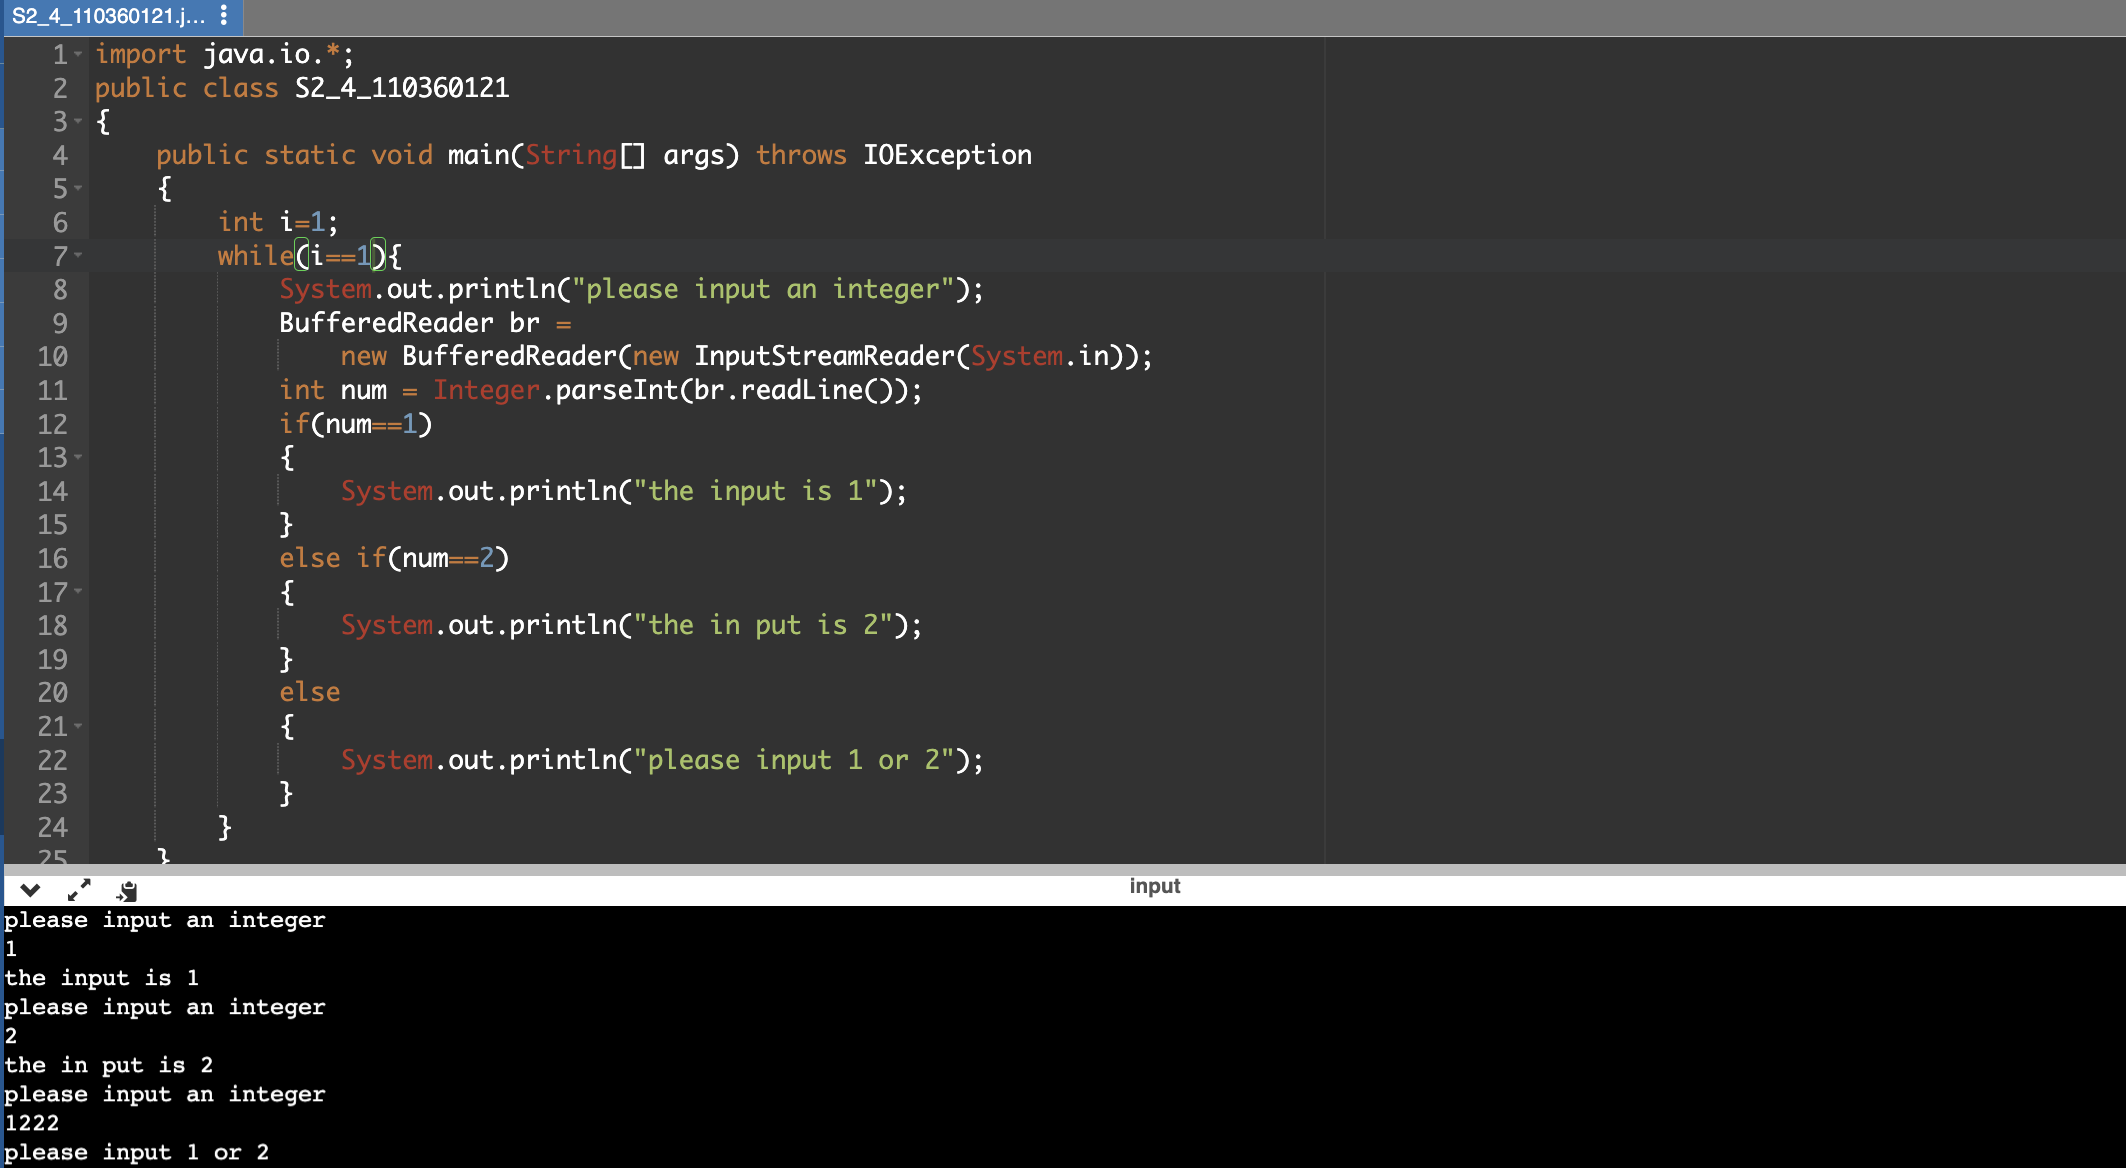 S2_4_110360121.j...
1 import java.io.*;
2 public class S2_4_110360121
3 {
4     public static void main(String[] args) throws IOException
5     {
6         int i=1;
7         while(i==1){
8             System.out.println("please input an integer");
9             BufferedReader br =
10                 new BufferedReader(new InputStreamReader(System.in));
11             int num = Integer.parseInt(br.readLine());
12             if(num==1)
13             {
14                 System.out.println("the input is 1");
15             }
16             else if(num==2)
17             {
18                 System.out.println("the in put is 2");
19             }
20             else
21             {
22                 System.out.println("please input 1 or 2");
23             }
24         }
25     }
input
please input an integer
1
the input is 1
please input an integer
2
the in put is 2
please input an integer
1222
please input 1 or 2